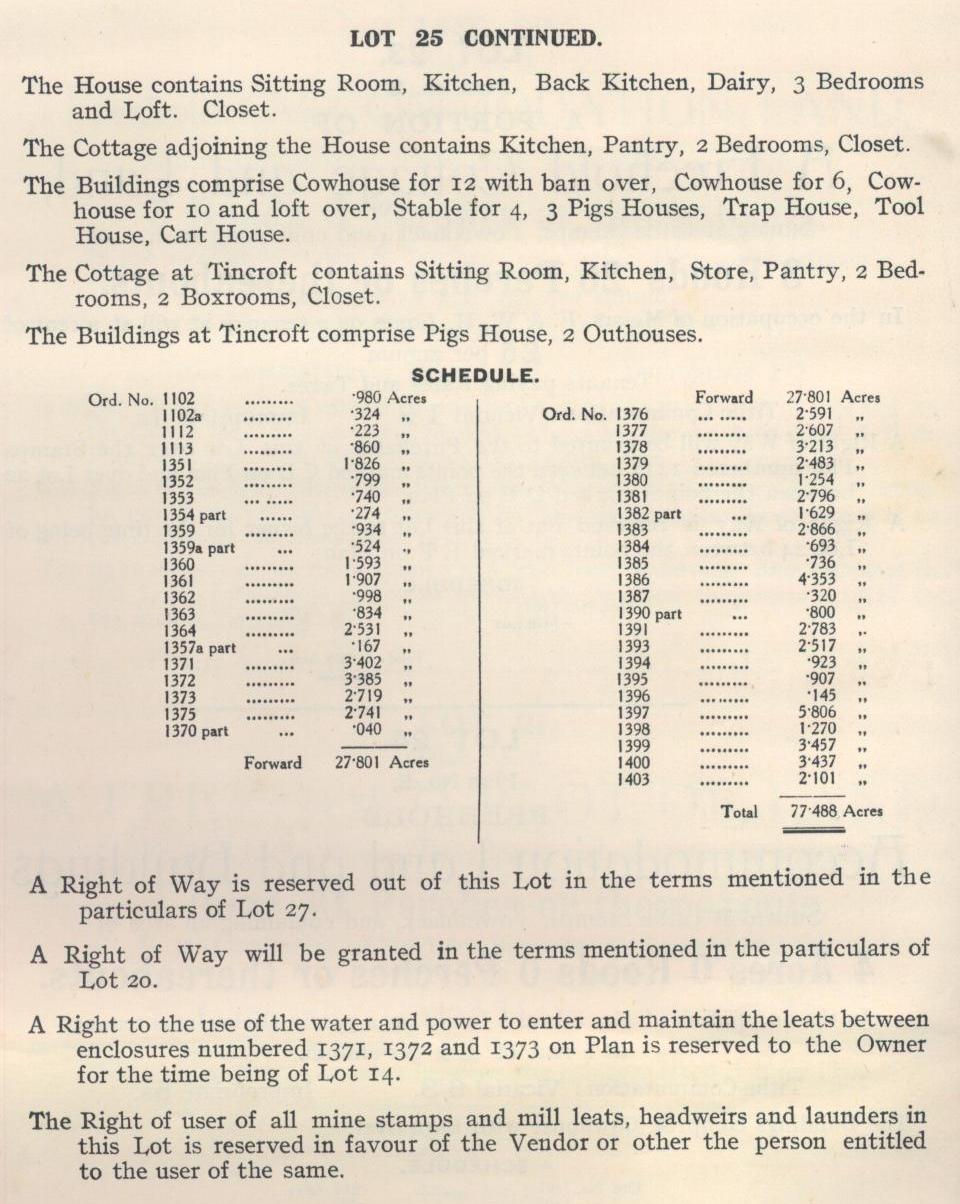 LOT 25 CONTINUED.
The House contains Sitting Room, Kitchen, Back Kitchen, Dairy, 3 Bedrooms
and Loft. Closet.
The Cottage adjoining the House contains Kitchen, Pantry, 2 Bedrooms, Closet.
The Buildings comprise Cowhouse for 12 with barn over, Cowhouse for 6, Cow-
house for 10 and loft over, Stable for 4, 3 Pigs Houses, Trap House, Tool
House, Cart House.
The Cottage at Tincroft contains Sitting Room, Kitchen, Store, Pantry, 2 Bed-
rooms, 2 Boxrooms, Closet.
The Buildings at Tincroft comprise Pigs House, 2 Outhouses.
SCHEDULE.
Ord. No. 1102 ......... ·980 Acres
1102a ......... ·324 „
1112 ......... ·223 „
1113 ......... ·860 „
1351 ......... 1·826 „
1352 ......... ·799 „
1353 ... ..... ·740 „
1354 part ...... ·274 „
1359 ......... ·934 „
1359a part ... ·524 „
1360 ......... 1·593 „
1361 ......... 1·907 „
1362 ......... ·998 „
1363 ......... ·834 „
1364 ......... 2·531 „
1357a part ... ·167 „
1371 ......... 3·402 „
1372 ......... 3·385 „
1373 ......... 2·719 „
1375 ......... 2·741 „
1370 part ... ·040 „
Forward 27·801 Acres
Forward 27·801 Acres
Ord. No. 1376 ... ..... 2·591 „
1377 ......... 2·607 „
1378 ......... 3·213 „
1379 ......... 2·483 „
1380 ......... 1·254 „
1381 ......... 2·796 „
1382 part ... 1·629 „
1383 ......... 2·866 „
1384 ......... ·693 „
1385 ......... ·736 „
1386 ......... 4·353 „
1387 ......... ·320 „
1390 part ... ·800 „
1391 ......... 2·783 „
1393 ......... 2·517 „
1394 ......... ·923 „
1395 ......... ·907 „
1396 ......... ·145 „
1397 ......... 5·806 „
1398 ......... 1·270 „
1399 ......... 3·457 „
1400 ......... 3·437 „
1403 ......... 2·101 „
Total 77·488 Acres
A Right of Way is reserved out of this Lot in the terms mentioned in the
particulars of Lot 27.
A Right of Way will be granted in the terms mentioned in the particulars of
Lot 20.
A Right to the use of the water and power to enter and maintain the leats between
enclosures numbered 1371, 1372 and 1373 on Plan is reserved to the Owner
for the time being of Lot 14.
The Right of user of all mine stamps and mill leats, headweirs and launders in
this Lot is reserved in favour of the Vendor or other the person entitled
to the user of the same.